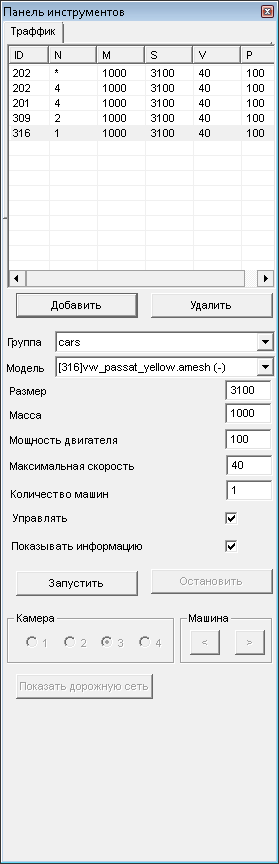 Панель инструментов
Траффик
ID N M S V P
202 * 1000 3100 40 100
202 4 1000 3100 40 100
201 4 1000 3100 40 100
309 2 1000 3100 40 100
316 1 1000 3100 40 100
Добавить Удалить
Группа cars
Модель [316]vw_passat_yellow.amesh (-)
Размер 3100
Масса 1000
Мощность двигателя 100
Максимальная скорость 40
Количество машин 1
Управлять
Показывать информацию
Запустить Остановить
Камера Машина
1 2 3 4 < >
Показать дорожную сеть